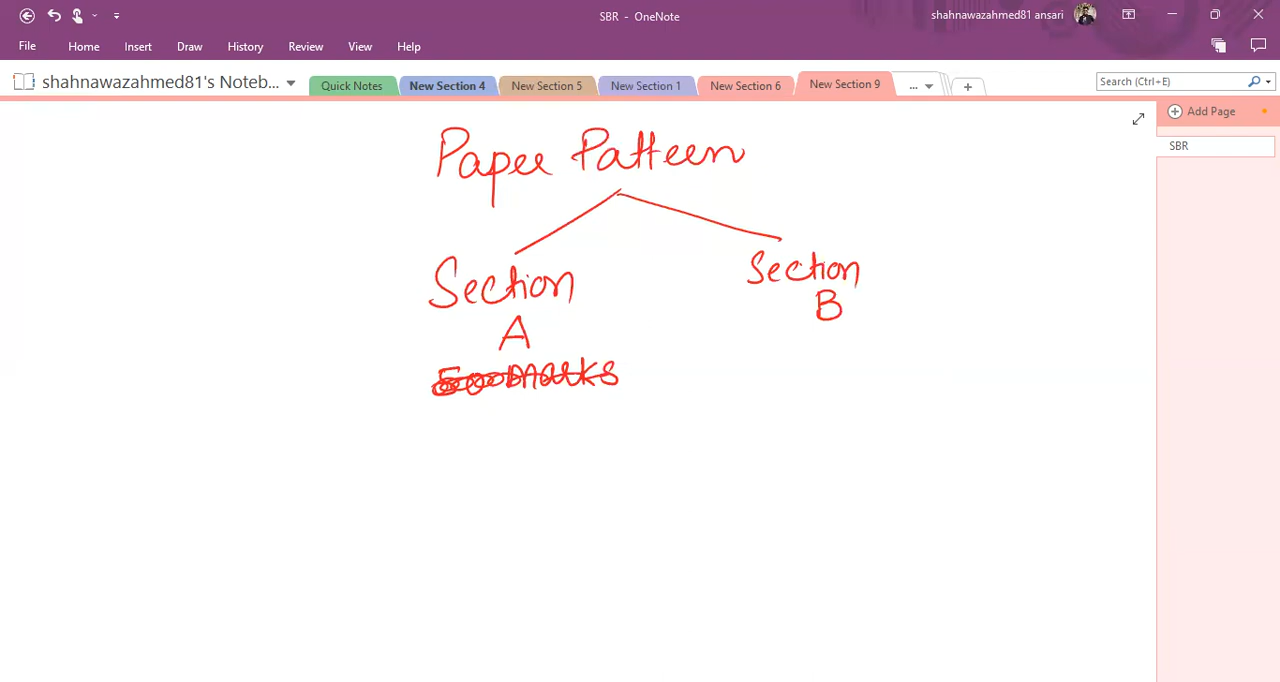 SBR - OneNote
shahnawazahmed81 ansari
File Home Insert Draw History Review View Help
shahnawazahmed81's Noteb... Quick Notes New Section 4 New Section 5 New Section 1 New Section 6 New Section 9 ... + Search (Ctrl+E)
Add Page
SBR
Paper Pattern
Section Section
A B
50 Marks